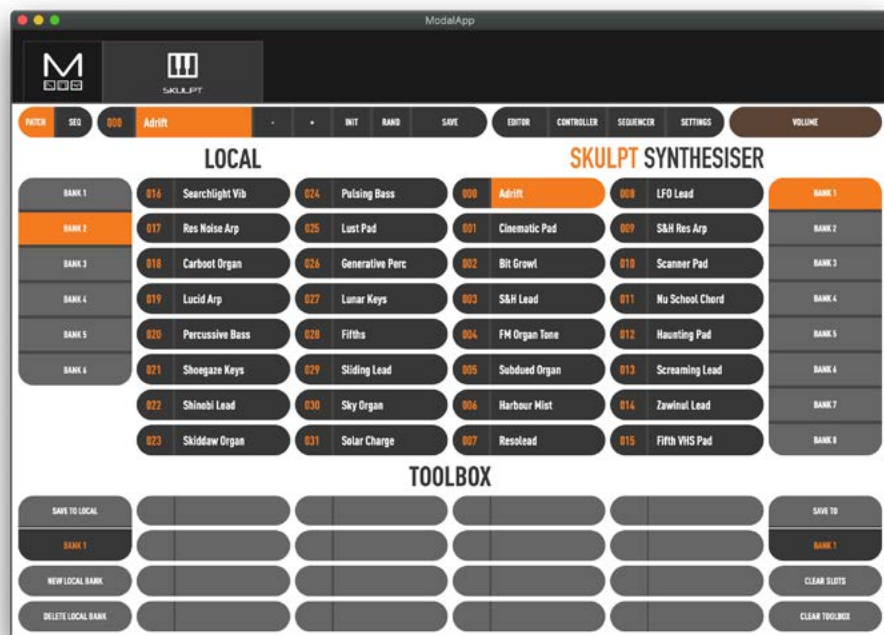 ModalApp
M
SKULPT
PATCH SEQ 000 Adrift - + INIT RAND SAVE EDITOR CONTROLLER SEQUENCER SETTINGS VOLUME
LOCAL SKULPT SYNTHESISER
BANK 1 016 Searchlight Vib 024 Pulsing Bass 000 Adrift 008 LFO Lead BANK 1
BANK 2 017 Res Noise Arp 025 Lust Pad 001 Cinematic Pad 009 S&H Res Arp BANK 2
BANK 3 018 Carboot Organ 026 Generative Perc 002 Bit Growl 010 Scanner Pad BANK 3
BANK 4 019 Lucid Arp 027 Lunar Keys 003 S&H Lead 011 Nu School Chord BANK 4
BANK 5 020 Percussive Bass 028 Fifths 004 FM Organ Tone 012 Haunting Pad BANK 5
BANK 6 021 Shoegaze Keys 029 Sliding Lead 005 Subdued Organ 013 Screaming Lead BANK 6
022 Shinobi Lead 030 Sky Organ 006 Harbour Mist 014 Zawinul Lead BANK 7
023 Skiddaw Organ 031 Solar Charge 007 Resolead 015 Fifth VHS Pad BANK 8
TOOLBOX
SAVE TO LOCAL SAVE TO
BANK 1 BANK 1
NEW LOCAL BANK CLEAR SLOTS
DELETE LOCAL BANK CLEAR TOOLBOX